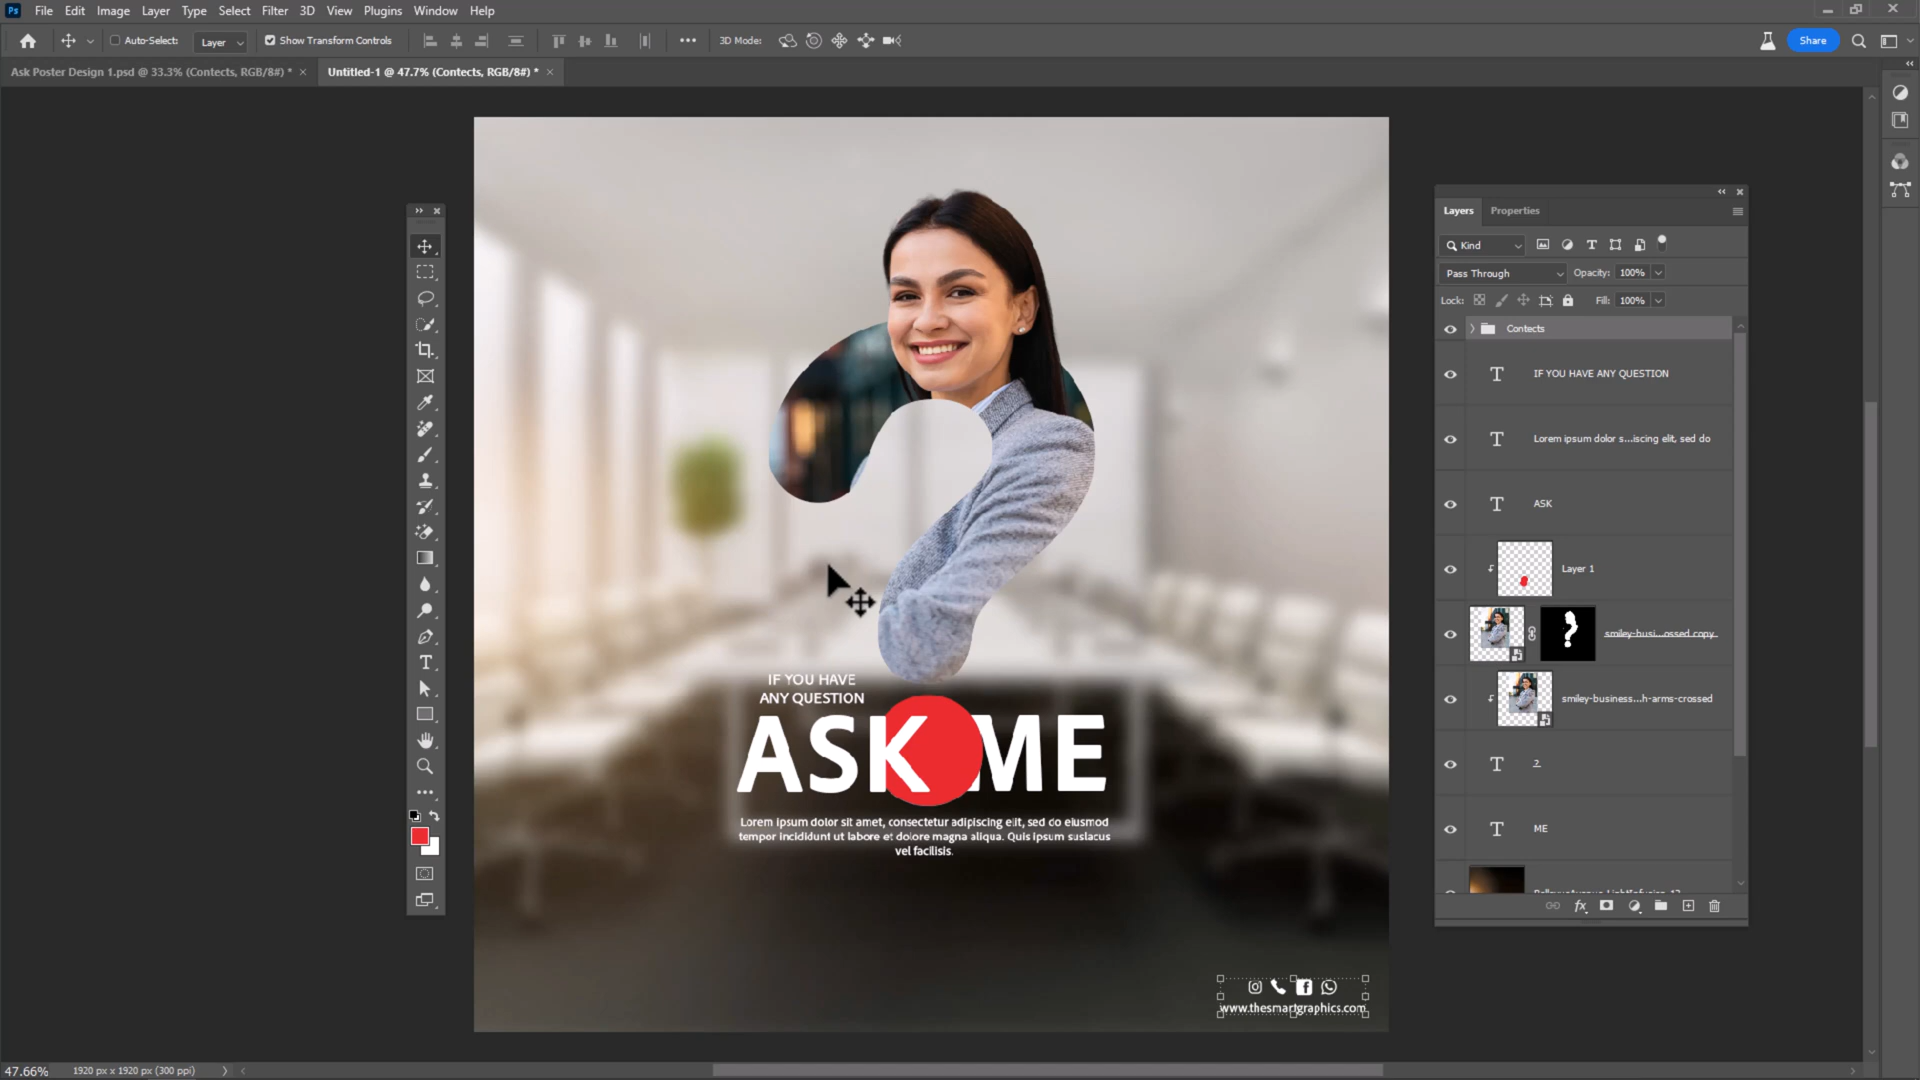 Ps File Edit Image Layer Type Select Filter 3D View Plugins Window Help
Auto-Select: Layer Show Transform Controls 3D Mode: Share
Ask Poster Design 1.psd @ 33.3% (Contects, RGB/8#) * Untitled-1 @ 47.7% (Contects, RGB/8#) *
Layers Properties
Kind
Pass Through Opacity: 100%
Lock: Fill: 100%
Contects
IF YOU HAVE ANY QUESTION
Lorem ipsum dolor s...iscing elit, sed do
ASK
Layer 1
smiley-busi...ossed copy
smiley-business...h-arms-crossed
?
ME
IF YOU HAVE
ANY QUESTION
ASK ME
Lorem ipsum dolor sit amet, consectetur adipiscing elit, sed do eiusmod
tempor incididunt ut labore et dolore magna aliqua. Quis ipsum suslacus
vel facilisis.
www.thesmartgraphics.com
47.66% 1920 px x 1920 px (300 ppi)